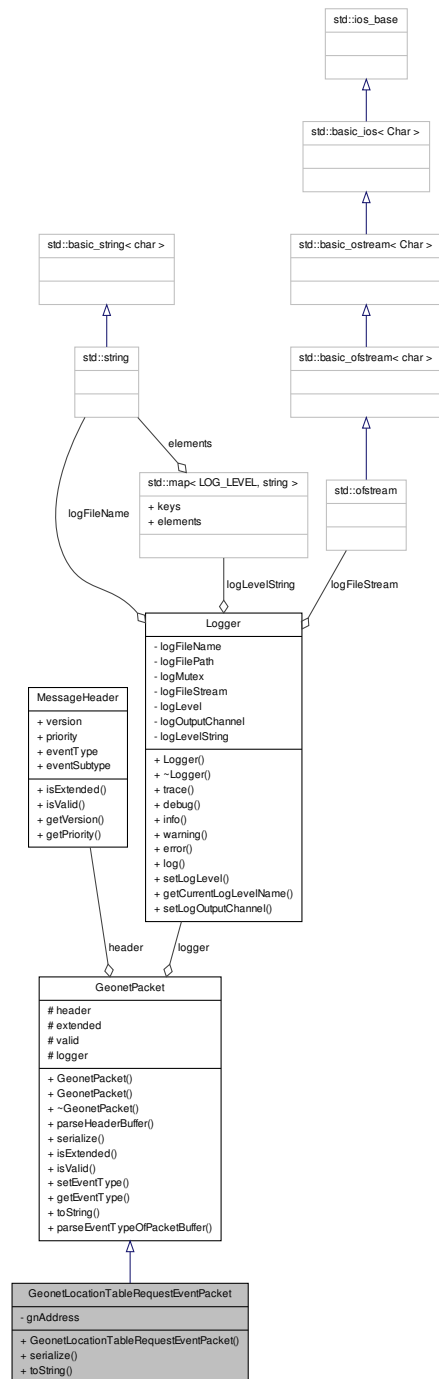 std::ios_base
std::basic_ios< Char >
std::basic_string< char >
std::basic_ostream< Char >
std::string
std::basic_ofstream< char >
elements
logFileName
std::map< LOG_LEVEL, string >
+ keys
+ elements
std::ofstream
logLevelString
logFileStream
Logger
- logFileName
- logFilePath
- logMutex
- logFileStream
- logLevel
- logOutputChannel
- logLevelString
+ Logger()
+ ~Logger()
+ trace()
+ debug()
+ info()
+ warning()
+ error()
+ log()
+ setLogLevel()
+ getCurrentLogLevelName()
+ setLogOutputChannel()
MessageHeader
+ version
+ priority
+ eventType
+ eventSubtype
+ isExtended()
+ isValid()
+ getVersion()
+ getPriority()
header
logger
GeonetPacket
# header
# extended
# valid
# logger
+ GeonetPacket()
+ GeonetPacket()
+ ~GeonetPacket()
+ parseHeaderBuffer()
+ serialize()
+ isExtended()
+ isValid()
+ setEventType()
+ getEventType()
+ toString()
+ parseEventTypeOfPacketBuffer()
GeonetLocationTableRequestEventPacket
- gnAddress
+ GeonetLocationTableRequestEventPacket()
+ serialize()
+ toString()